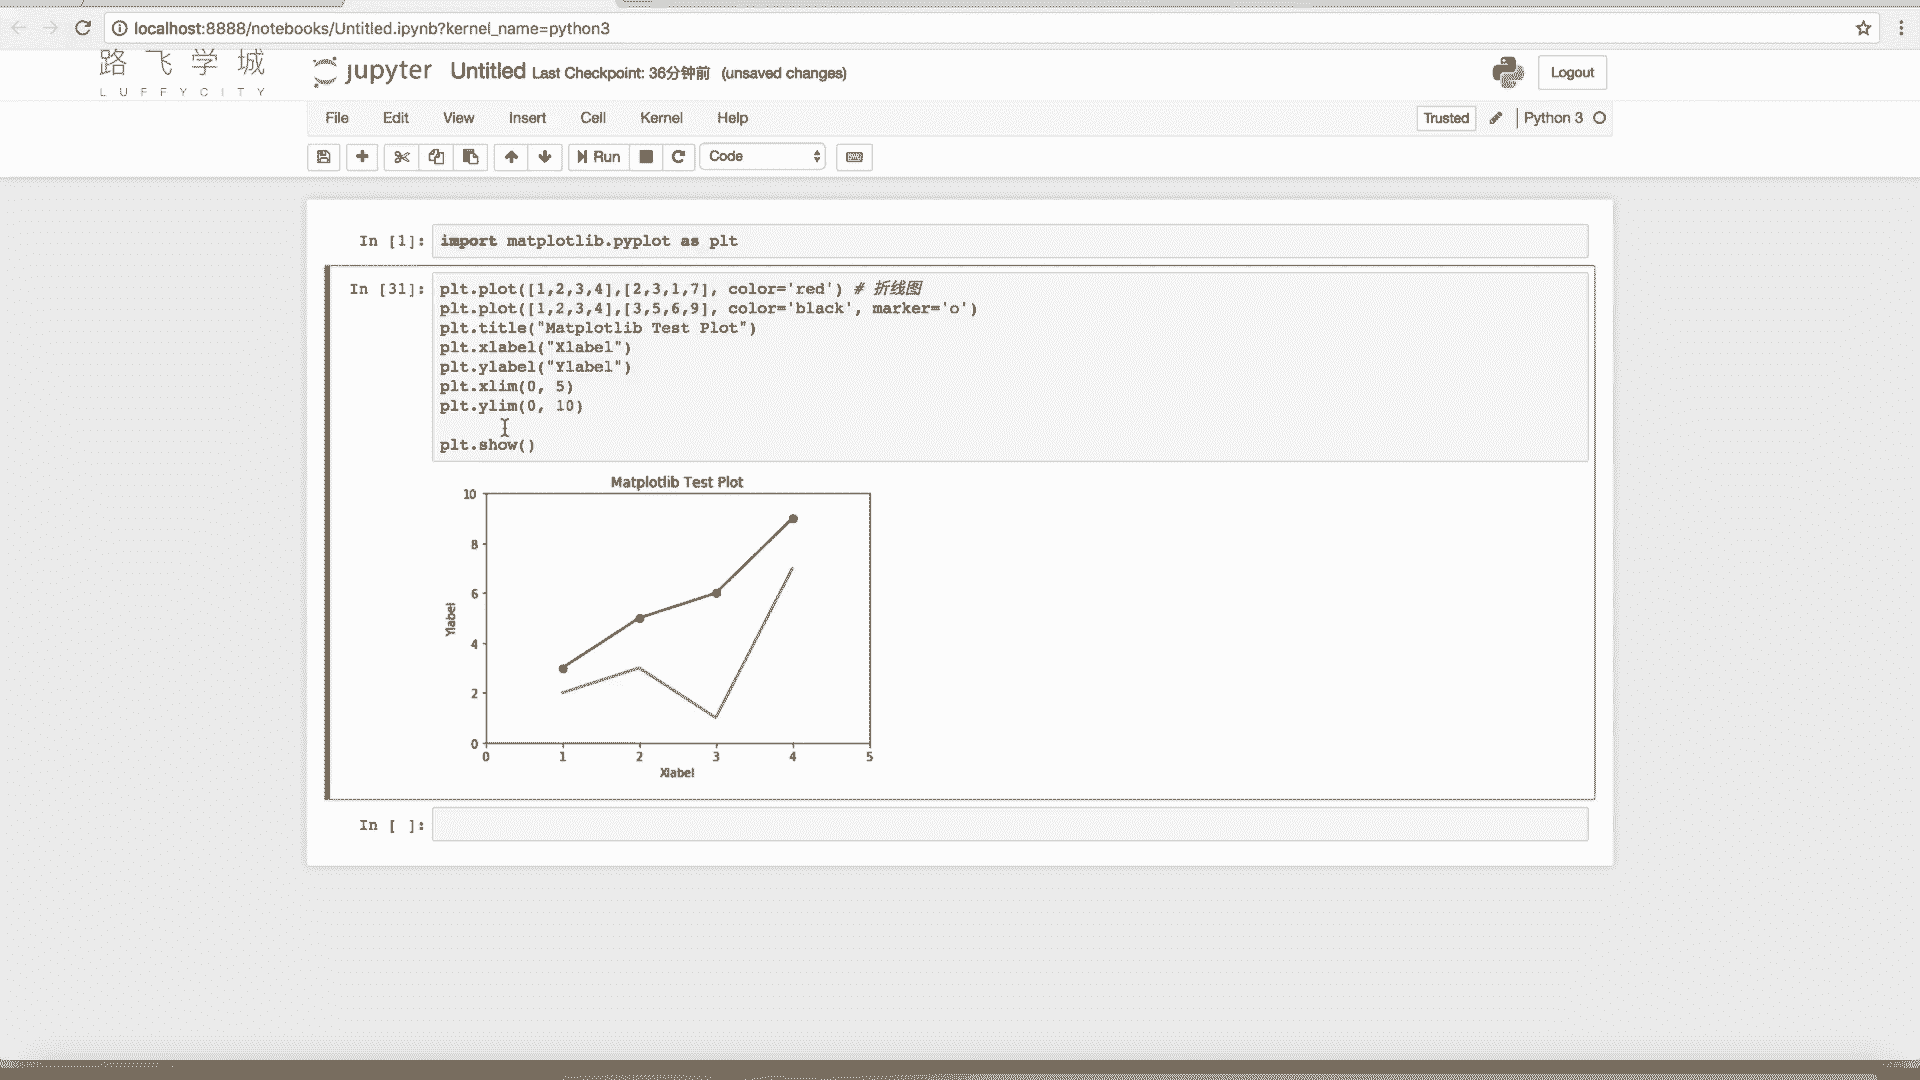 localhost:8888/notebooks/Untitled.ipynb?kernel_name=python3
路飞学城
LUFFYCITY
jupyter Untitled Last Checkpoint: 36分钟前 (unsaved changes)
Logout
File Edit View Insert Cell Kernel Help
Trusted Python 3
Run Code
In [1]: import matplotlib.pyplot as plt
In [31]: plt.plot([1,2,3,4],[2,3,1,7], color='red') # 折线图
plt.plot([1,2,3,4],[3,5,6,9], color='black', marker='o')
plt.title("Matplotlib Test Plot")
plt.xlabel("Xlabel")
plt.ylabel("Ylabel")
plt.xlim(0, 5)
plt.ylim(0, 10)
plt.show()
Matplotlib Test Plot
10
8
6
Ylabel
4
2
0
0 1 2 3 4 5
Xlabel
In [ ]: